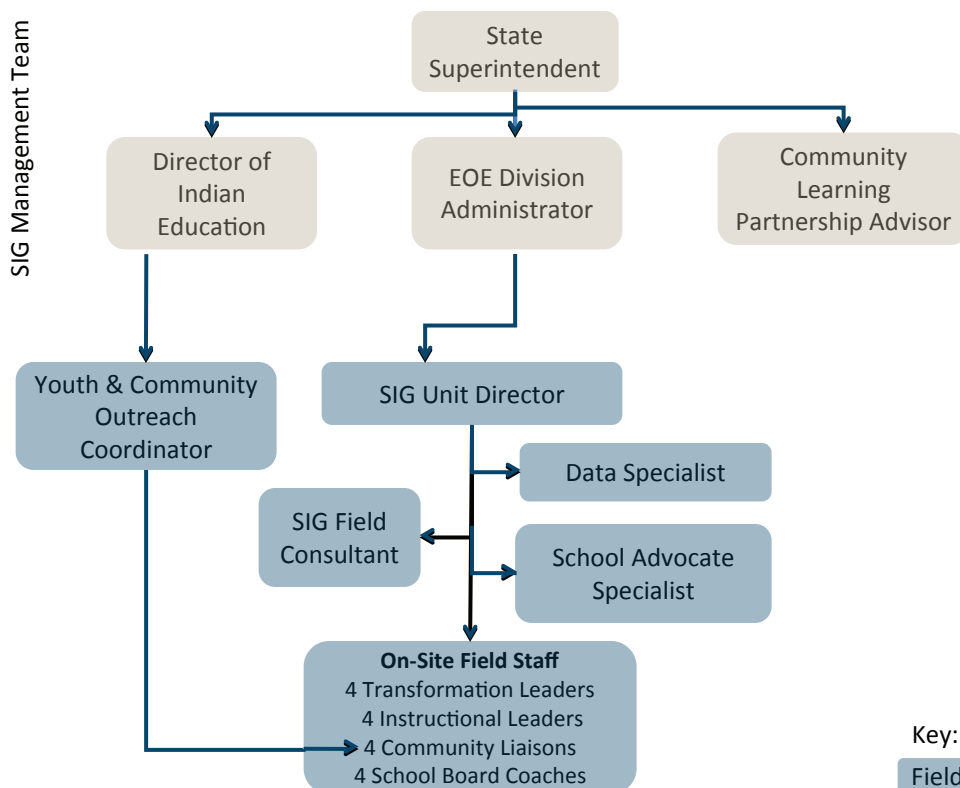 SIG Management Team
State
Superintendent
Director of
Indian
Education
EOE Division
Administrator
Community
Learning
Partnership Advisor
Youth & Community
Outreach
Coordinator
SIG Unit Director
Data Specialist
SIG Field
Consultant
School Advocate
Specialist
On-Site Field Staff
4 Transformation Leaders
4 Instructional Leaders
4 Community Liaisons
4 School Board Coaches
Key:
Field